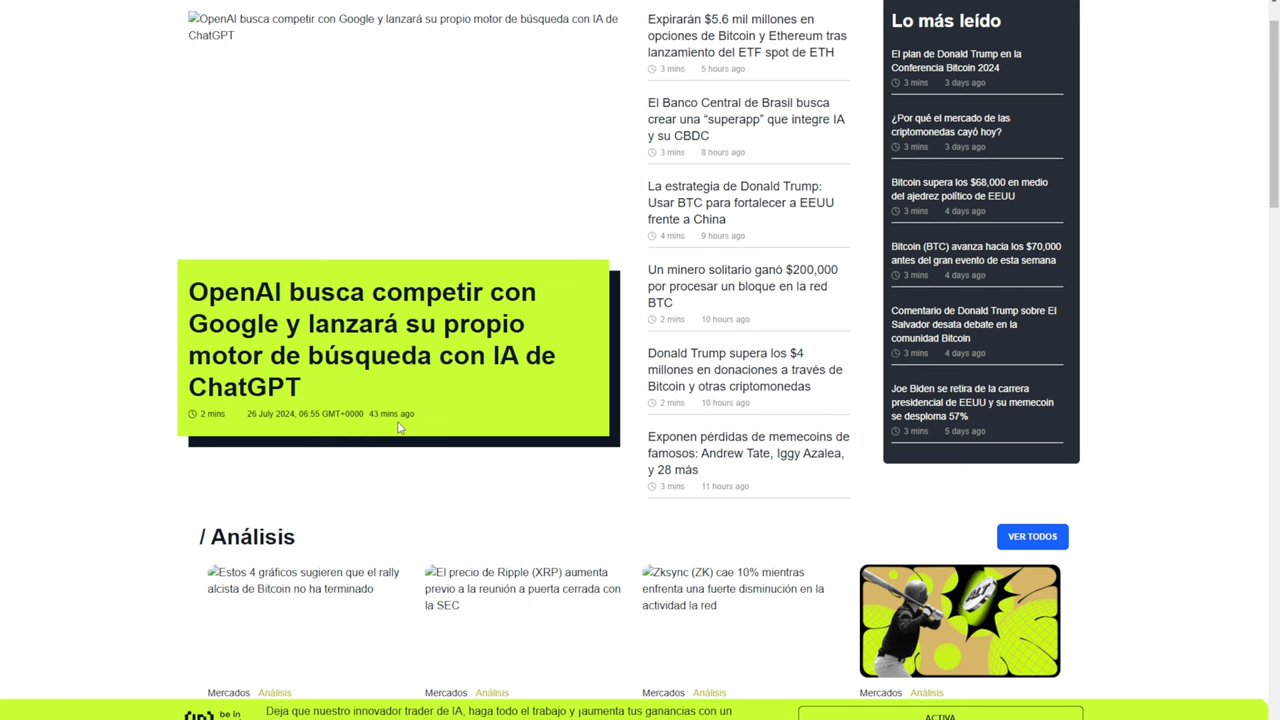 OpenAI busca competir con Google y lanzará su propio motor de búsqueda con IA de
ChatGPT
OpenAI busca competir con
Google y lanzará su propio
motor de búsqueda con IA de
ChatGPT
2 mins 26 July 2024, 06:55 GMT+0000 43 mins ago
Expirarán $5.6 mil millones en
opciones de Bitcoin y Ethereum tras
lanzamiento del ETF spot de ETH
3 mins 5 hours ago
El Banco Central de Brasil busca
crear una “superapp” que integre IA
y su CBDC
3 mins 8 hours ago
La estrategia de Donald Trump:
Usar BTC para fortalecer a EEUU
frente a China
4 mins 9 hours ago
Un minero solitario ganó $200,000
por procesar un bloque en la red
BTC
2 mins 10 hours ago
Donald Trump supera los $4
millones en donaciones a través de
Bitcoin y otras criptomonedas
2 mins 10 hours ago
Exponen pérdidas de memecoins de
famosos: Andrew Tate, Iggy Azalea,
y 28 más
3 mins 11 hours ago
Lo más leído
El plan de Donald Trump en la
Conferencia Bitcoin 2024
3 mins 3 days ago
¿Por qué el mercado de las
criptomonedas cayó hoy?
3 mins 3 days ago
Bitcoin supera los $68,000 en medio
del ajedrez político de EEUU
3 mins 4 days ago
Bitcoin (BTC) avanza hacia los $70,000
antes del gran evento de esta semana
3 mins 4 days ago
Comentario de Donald Trump sobre El
Salvador desata debate en la
comunidad Bitcoin
3 mins 4 days ago
Joe Biden se retira de la carrera
presidencial de EEUU y su memecoin
se desploma 57%
3 mins 5 days ago
/ Análisis
VER TODOS
Estos 4 gráficos sugieren que el rally
alcista de Bitcoin no ha terminado
Mercados Análisis
El precio de Ripple (XRP) aumenta
previo a la reunión a puerta cerrada con
la SEC
Mercados Análisis
Zksync (ZK) cae 10% mientras
enfrenta una fuerte disminución en la
actividad la red
Mercados Análisis
Mercados Análisis
be in
Deja que nuestro innovador trader de IA, haga todo el trabajo y ¡aumenta tus ganancias con un
ACTIVA